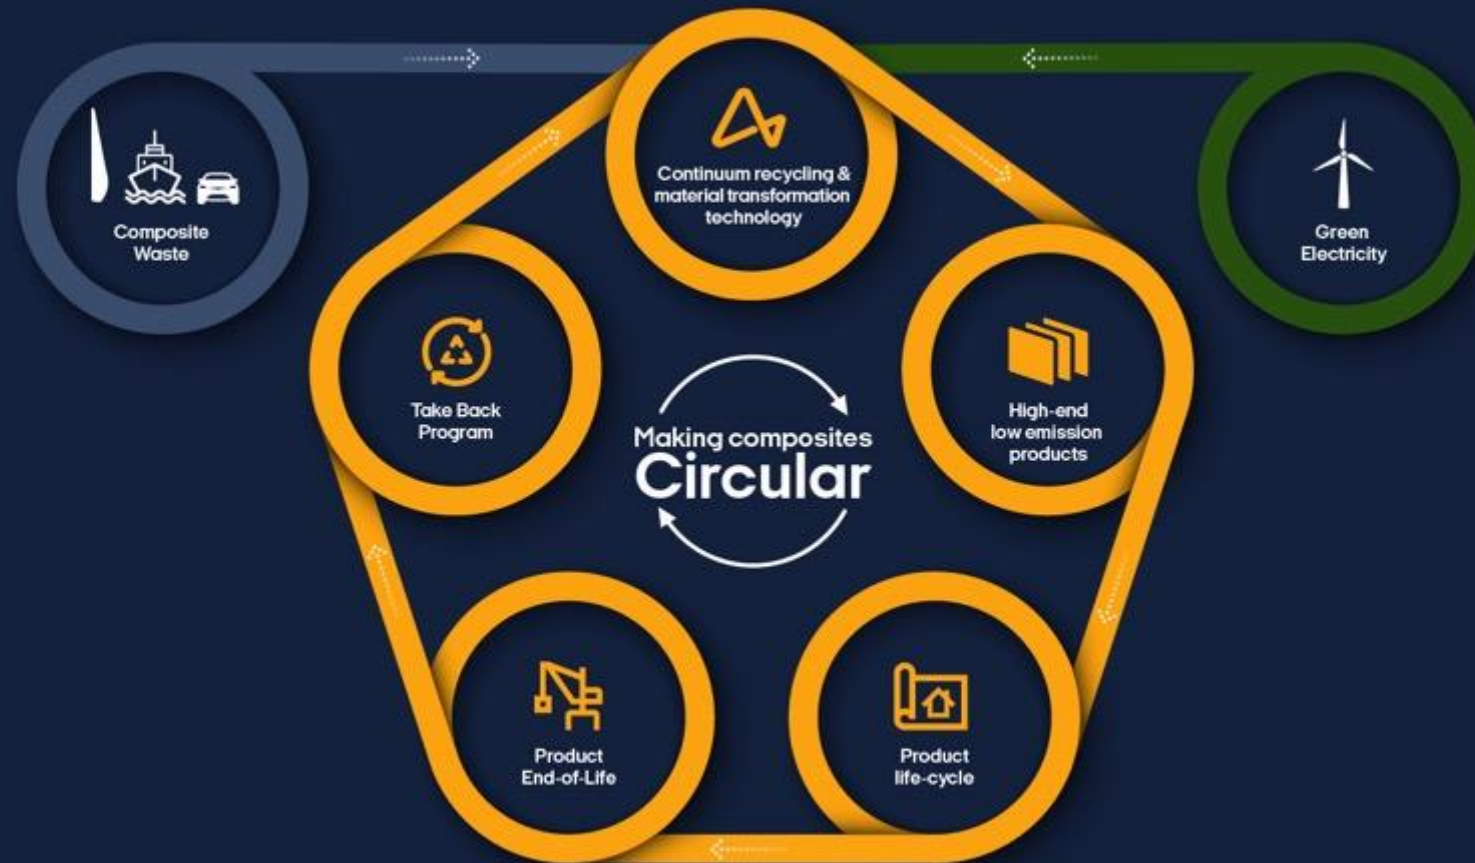 Composite
Waste
Continuum recycling &
material transformation
technology
Green
Electricity
Take Back
Program
Making composites
Circular
High-end
low emission
products
Product
End-of-Life
Product
life-cycle